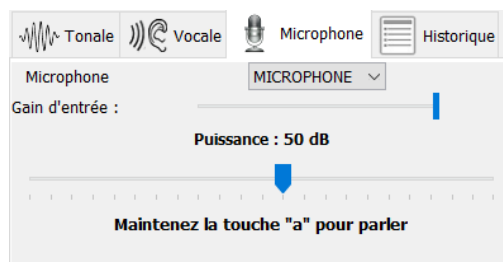 Tonale Vocale Microphone Historique
Microphone MICROPHONE
Gain d'entrée :
Puissance : 50 dB
Maintenez la touche "a" pour parler